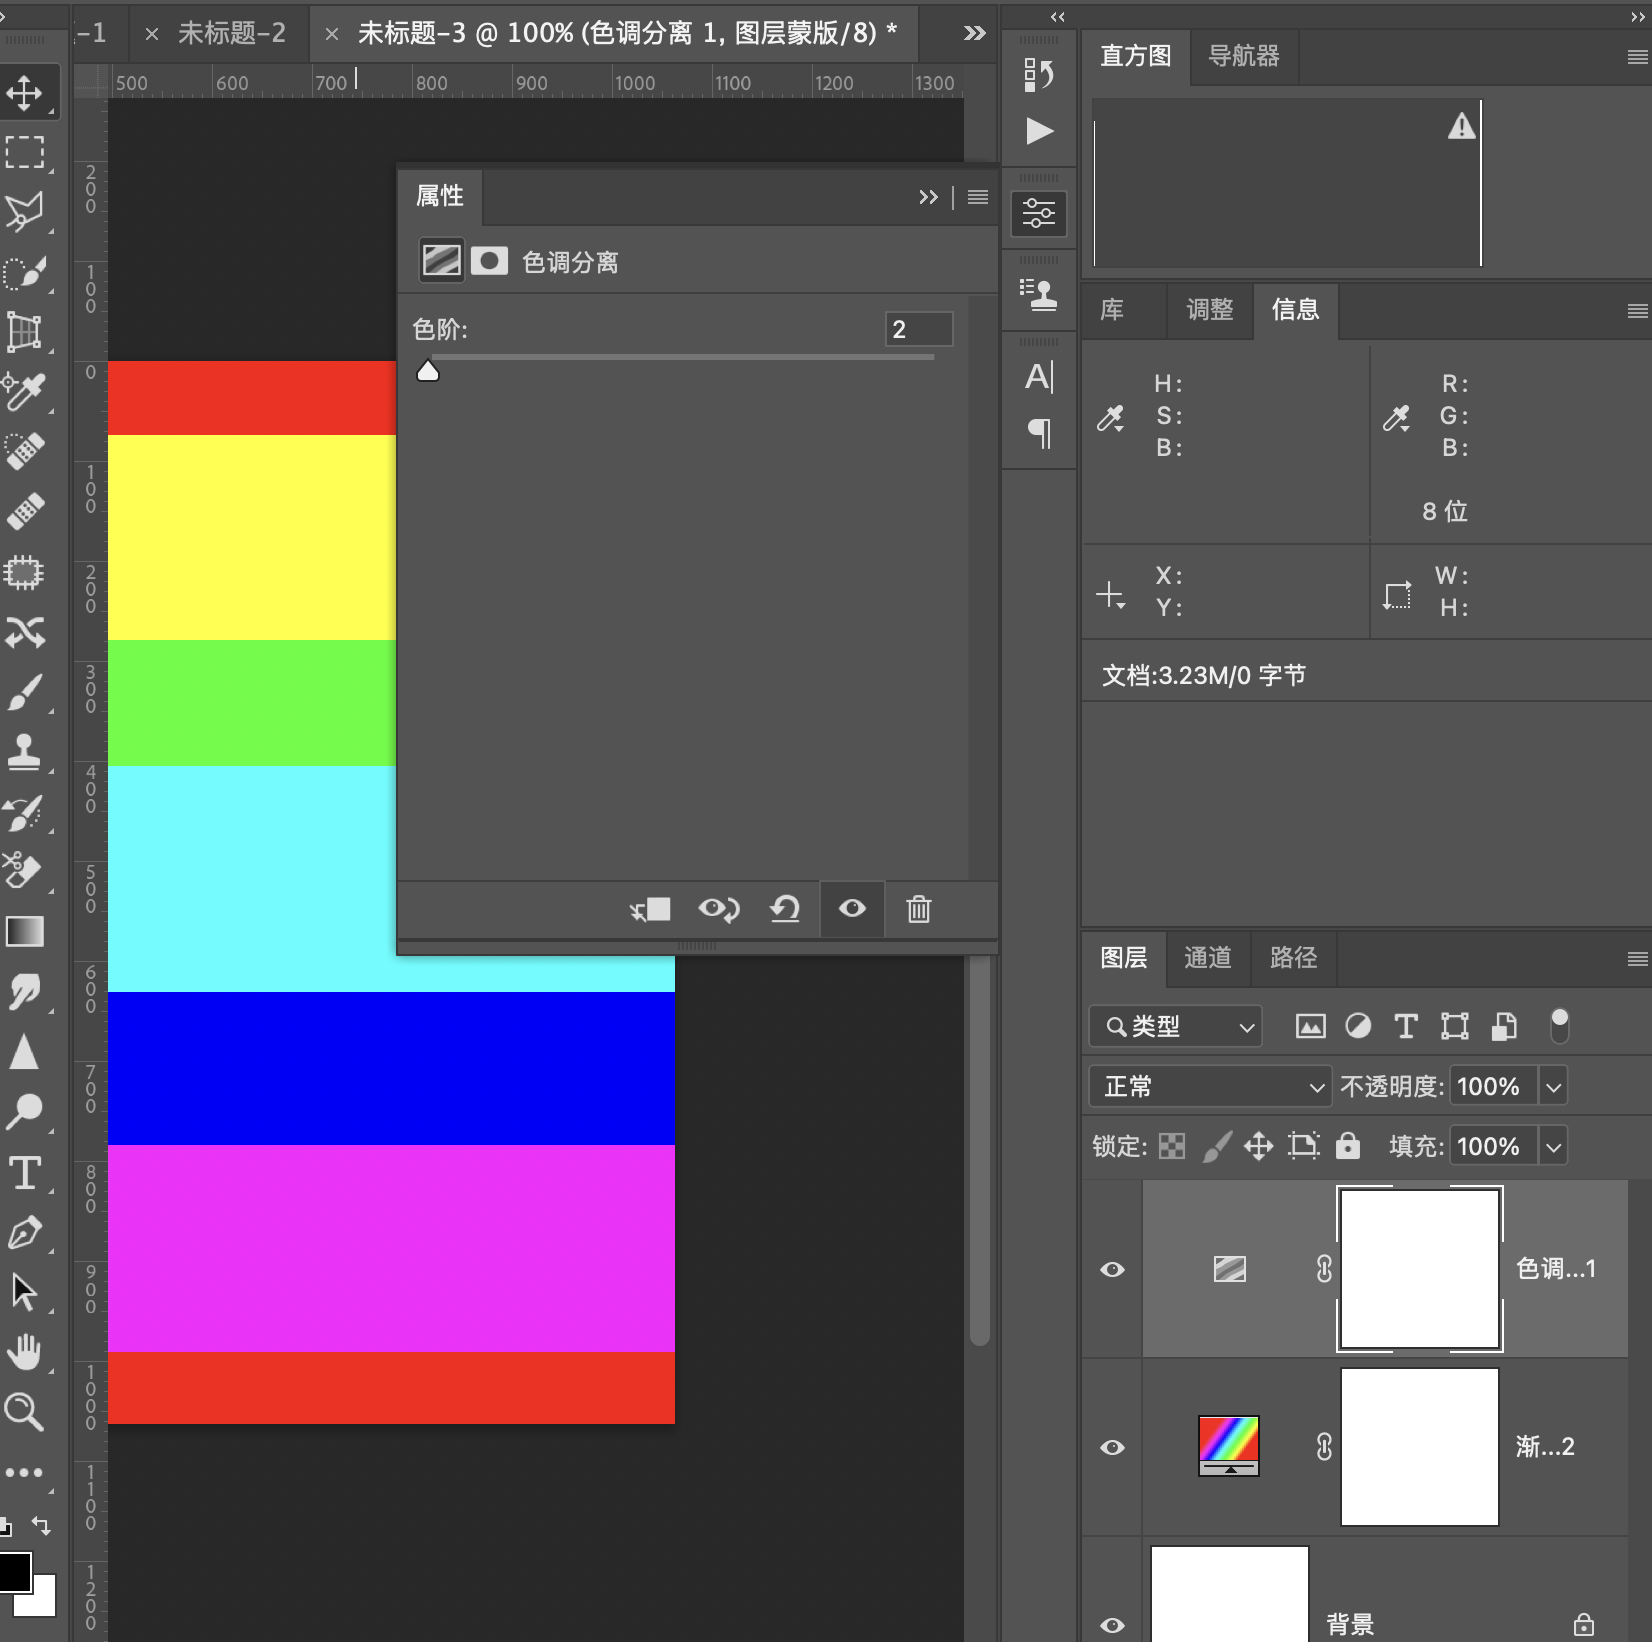 -1
× 未标题-2
× 未标题-3 @ 100% (色调分离 1, 图层蒙版/8) *
500 600 700 800 900 1000 1100 1200 1300
200
100
0
100
200
300
400
500
600
700
800
900
1000
1100
1200
属性
色调分离
色阶:
2
直方图
导航器
库
调整
信息
H:
S:
B:
R:
G:
B:
8 位
X:
Y:
W:
H:
文档:3.23M/0 字节
图层
通道
路径
类型
正常
不透明度: 100%
锁定:
填充: 100%
色调...1
渐...2
背景